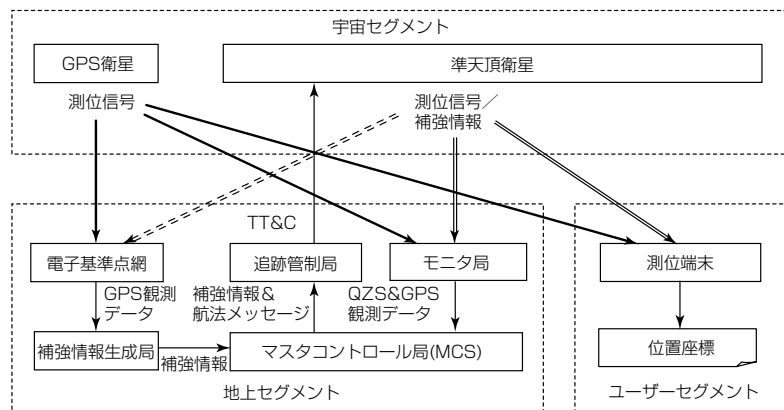 宇宙セグメント
GPS衛星
準天頂衛星
測位信号
測位信号／
補強情報
TT&C
電子基準点網
追跡管制局
モニタ局
測位端末
GPS観測
データ
補強情報＆
航法メッセージ
QZS&GPS
観測データ
補強情報生成局
補強情報
マスタコントロール局(MCS)
位置座標
地上セグメント
ユーザーセグメント